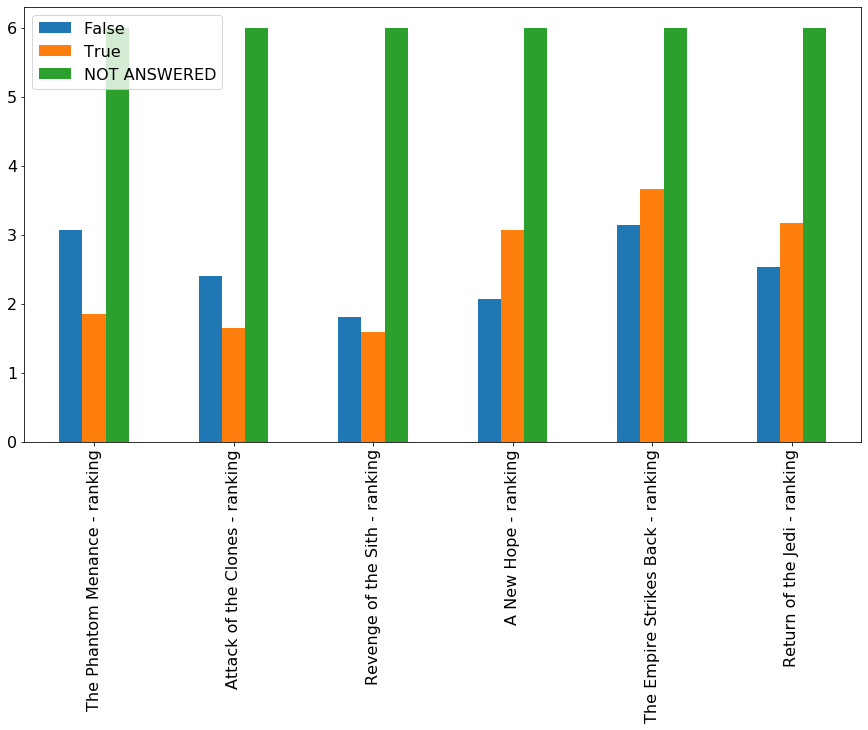 False
True
NOT ANSWERED
6
5
4
3
2
1
0
The Phantom Menance - ranking
Attack of the Clones - ranking
Revenge of the Sith - ranking
A New Hope - ranking
The Empire Strikes Back - ranking
Return of the Jedi - ranking